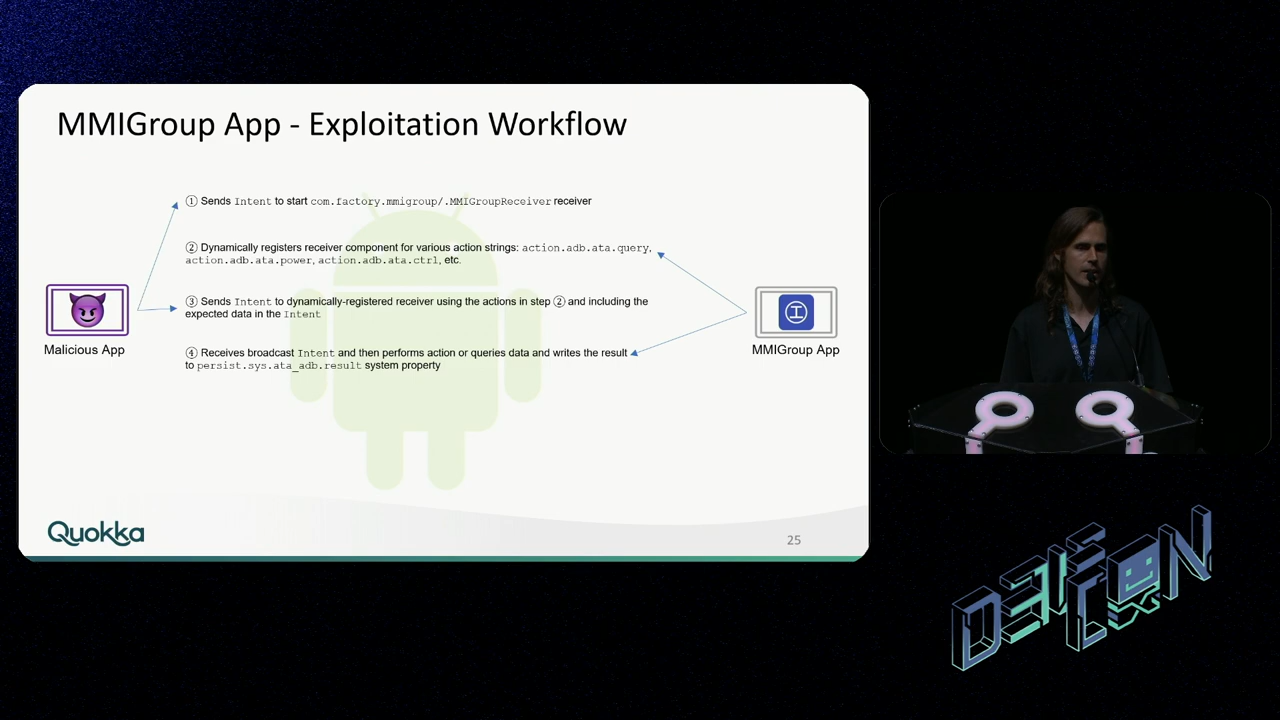 MMIGroup App - Exploitation Workflow
① Sends Intent to start com.factory.mmigroup/.MMIGroupReceiver receiver
② Dynamically registers receiver component for various action strings: action.adb.ata.query,
action.adb.ata.power, action.adb.ata.ctrl, etc.
③ Sends Intent to dynamically-registered receiver using the actions in step ② and including the
expected data in the Intent
Malicious App
MMIGroup App
④ Receives broadcast Intent and then performs action or queries data and writes the result
to persist.sys.ata_adb.result system property
Quokka
25
DEF CON